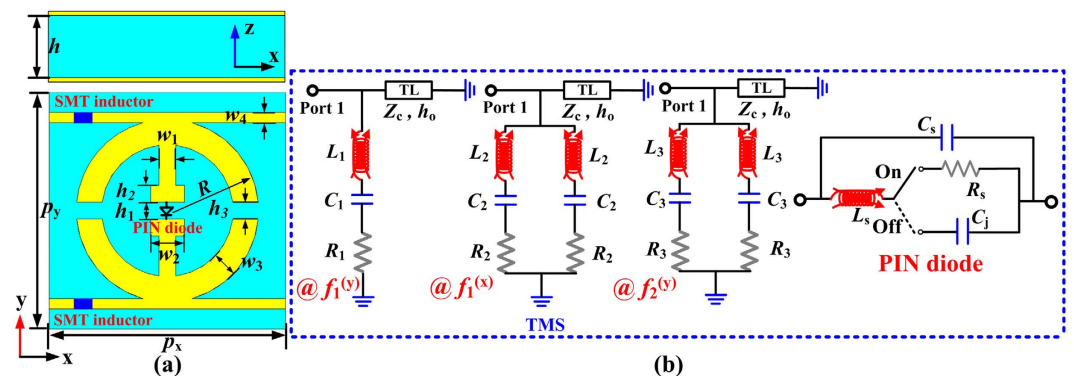 h
z
x
SMT inductor
w4
w1
h2
R
h1
h3
py
PIN diode
w2
w3
y
SMT inductor
x
px
(a)
Port 1
TL
Zc , ho
L1
C1
R1
@ f1(y)
Port 1
TL
Zc , ho
L2
L2
C2
C2
R2
R2
@ f1(x)
Port 1
TL
Zc , ho
L3
L3
C3
C3
R3
R3
@ f2(y)
TMS
Cs
On
Rs
Ls
Off
Cj
PIN diode
(b)